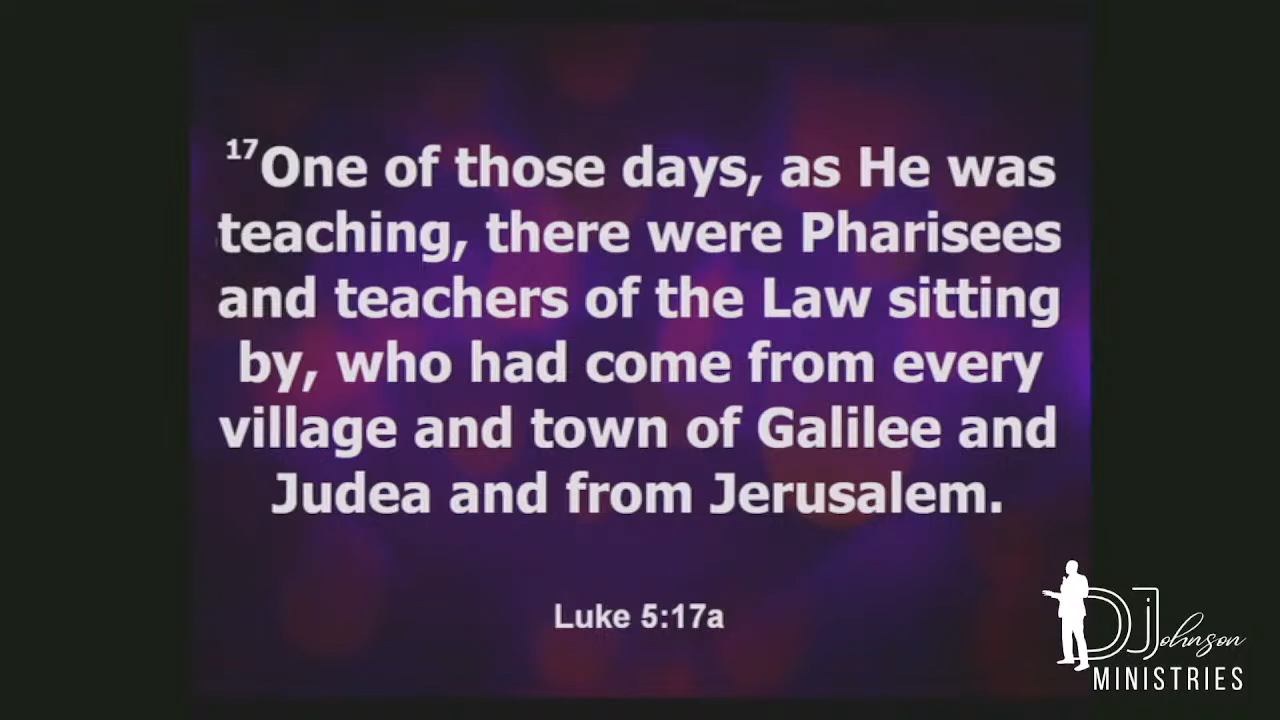 17One of those days, as He was
teaching, there were Pharisees
and teachers of the Law sitting
by, who had come from every
village and town of Galilee and
Judea and from Jerusalem.
Luke 5:17a
DJohnson
MINISTRIES